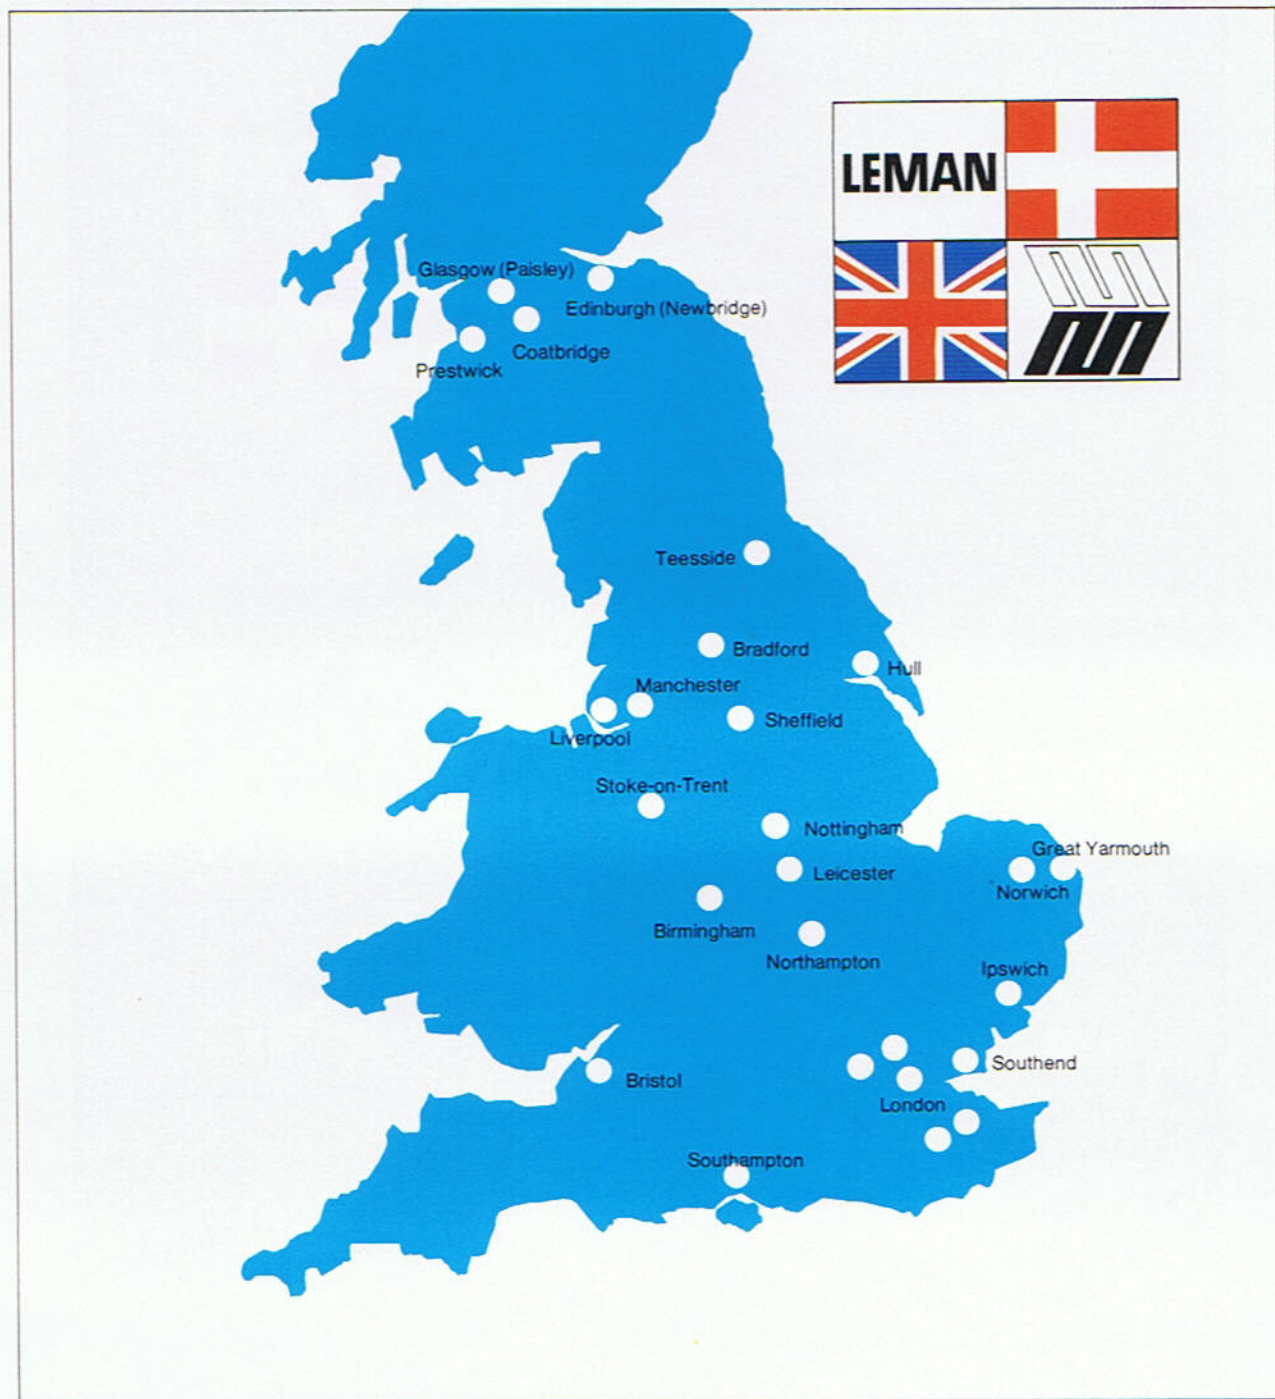 LEMAN
Glasgow (Paisley)
Edinburgh (Newbridge)
Coatbridge
Prestwick
Teesside
Bradford
Hull
Manchester
Sheffield
Liverpool
Stoke-on-Trent
Nottingham
Great Yarmouth
Leicester
Norwich
Birmingham
Northampton
Ipswich
Southend
Bristol
London
Southampton